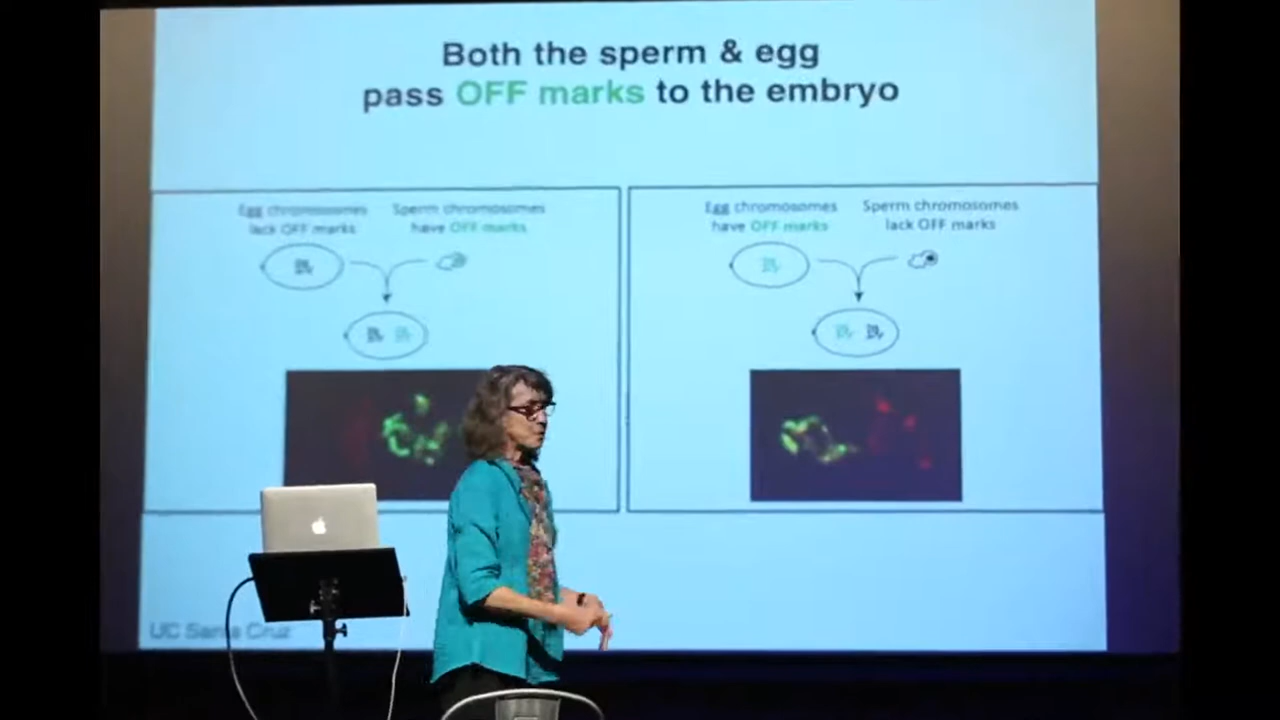 Both the sperm & egg
pass OFF marks to the embryo
Egg chromosomes
lack OFF marks
Sperm chromosomes
have OFF marks
Egg chromosomes
have OFF marks
Sperm chromosomes
lack OFF marks
UC Santa Cruz